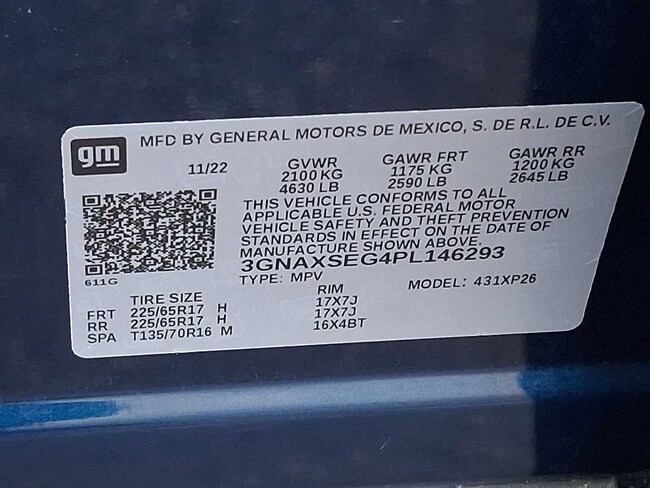 gm
MFD BY GENERAL MOTORS DE MEXICO, S. DE R.L. DE C.V.
11/22 GVWR GAWR FRT GAWR RR
2100 KG 1175 KG 1200 KG
4630 LB 2590 LB 2645 LB
THIS VEHICLE CONFORMS TO ALL
APPLICABLE U.S. FEDERAL MOTOR
VEHICLE SAFETY AND THEFT PREVENTION
STANDARDS IN EFFECT ON THE DATE OF
MANUFACTURE SHOWN ABOVE.
3GNAXSEG4PL146293
611G
TYPE: MPV MODEL: 431XP26
TIRE SIZE RIM
FRT 225/65R17 H 17X7J
RR 225/65R17 H 17X7J
SPA T135/70R16 M 16X4BT